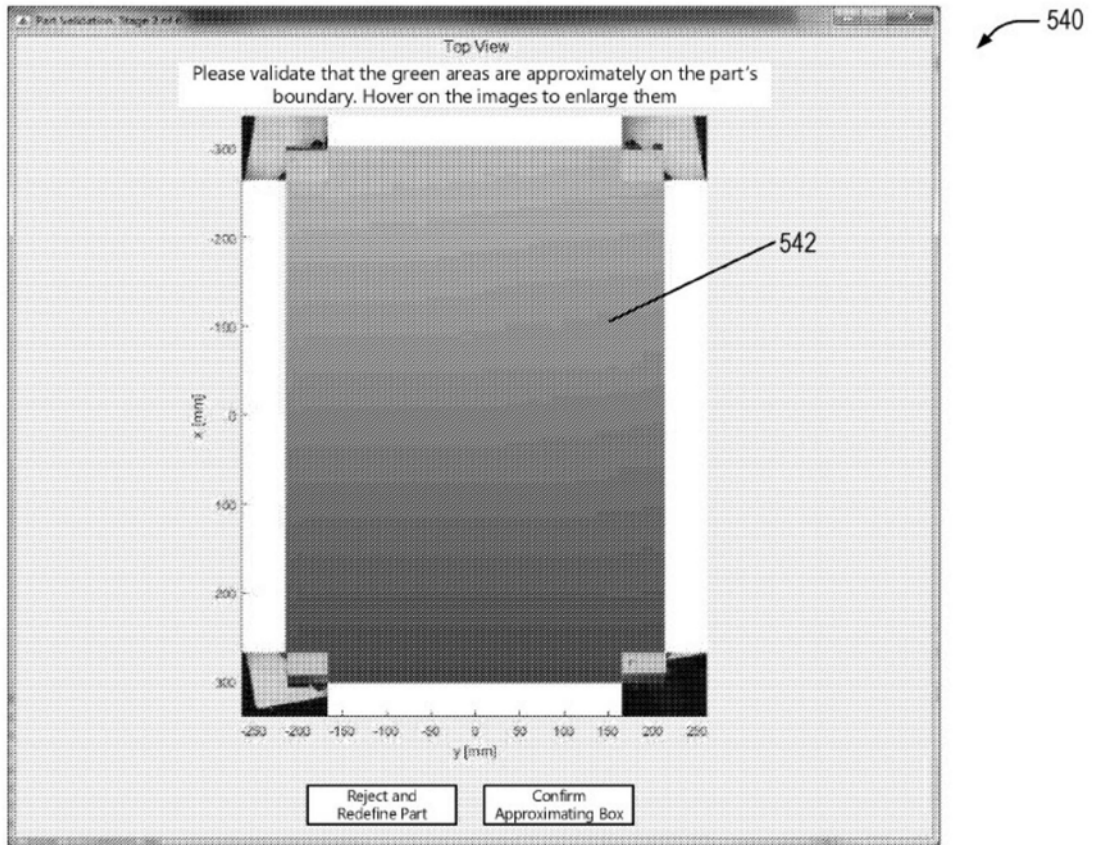 540
Part Validation. Stage 2 of 6
Top View
Please validate that the green areas are approximately on the part's
boundary. Hover on the images to enlarge them
-300
-200
542
-100
x [mm]
0
100
200
300
-250 -200 -150 -100 -50 0 50 100 150 200 250
y [mm]
Reject and
Redefine Part
Confirm
Approximating Box